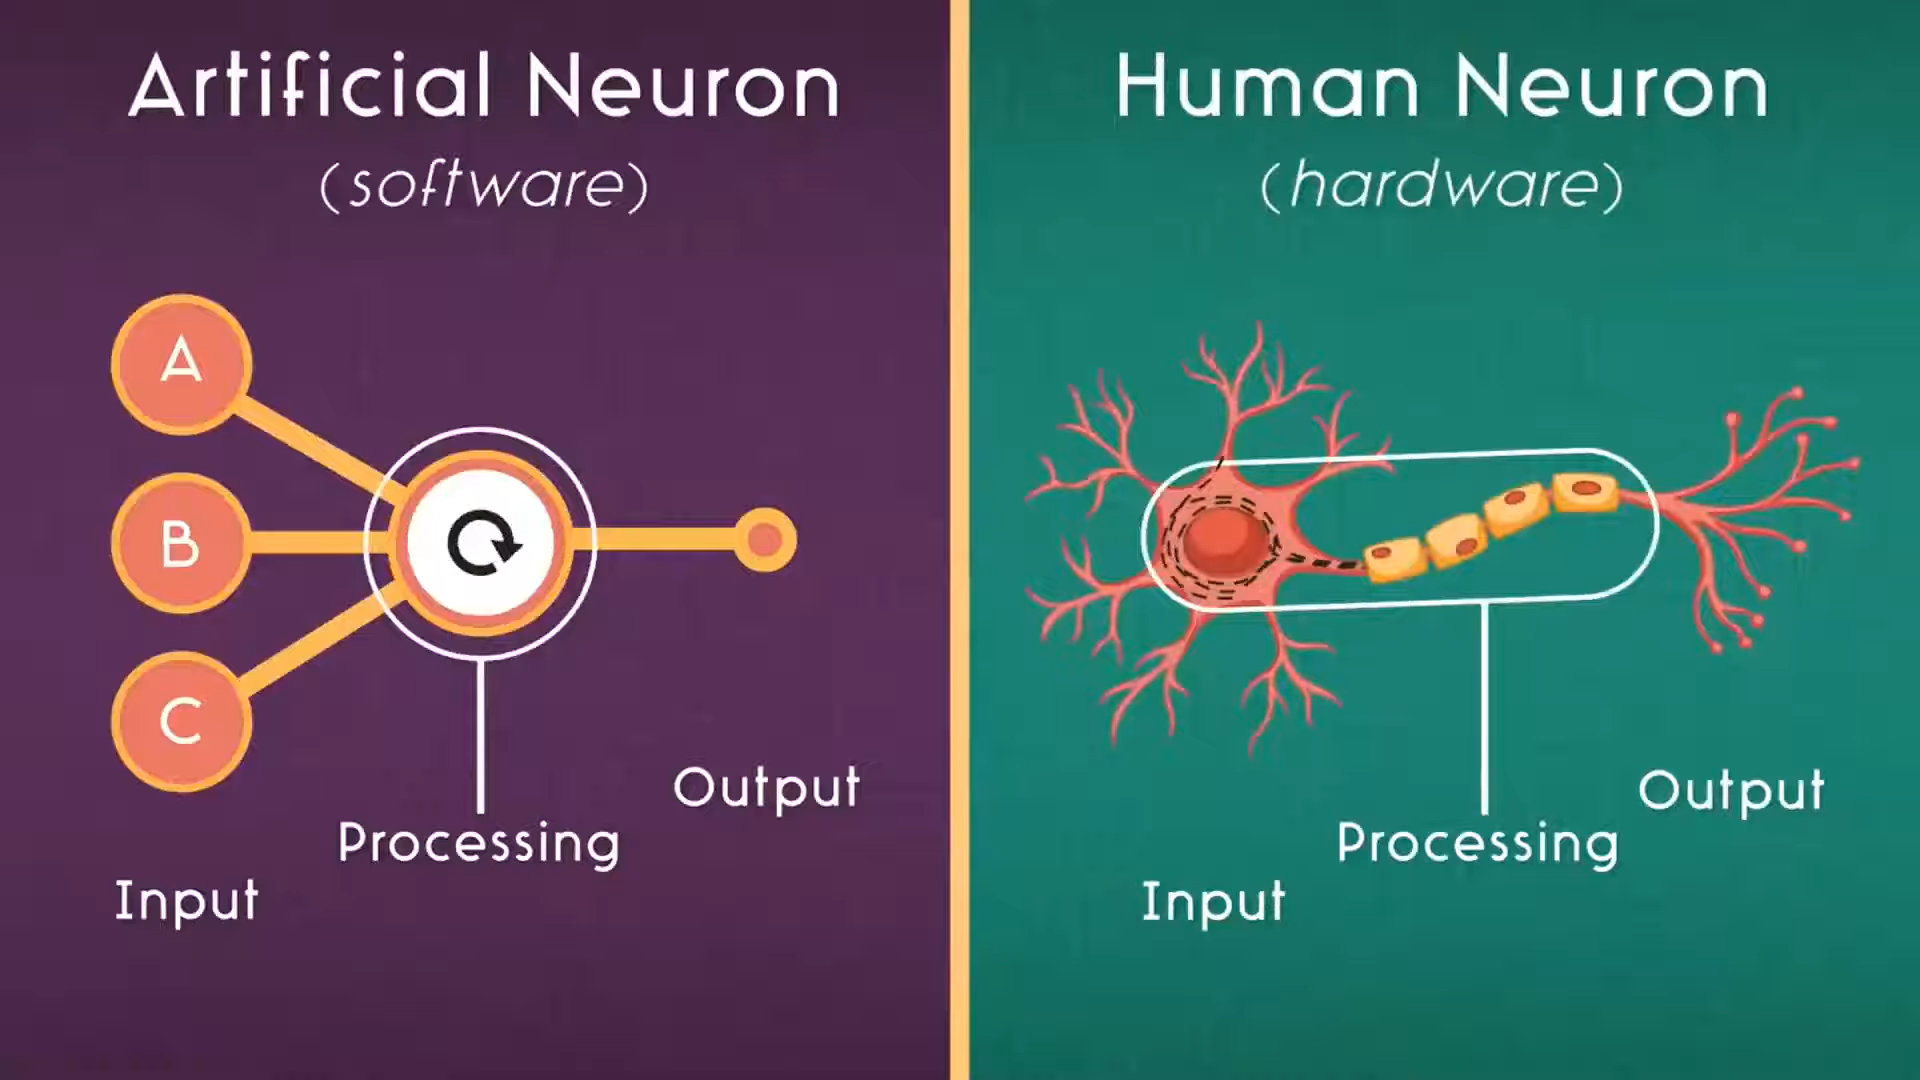 Artificial Neuron
(software)
A
B
C
Output
Processing
Input
Human Neuron
(hardware)
Output
Processing
Input